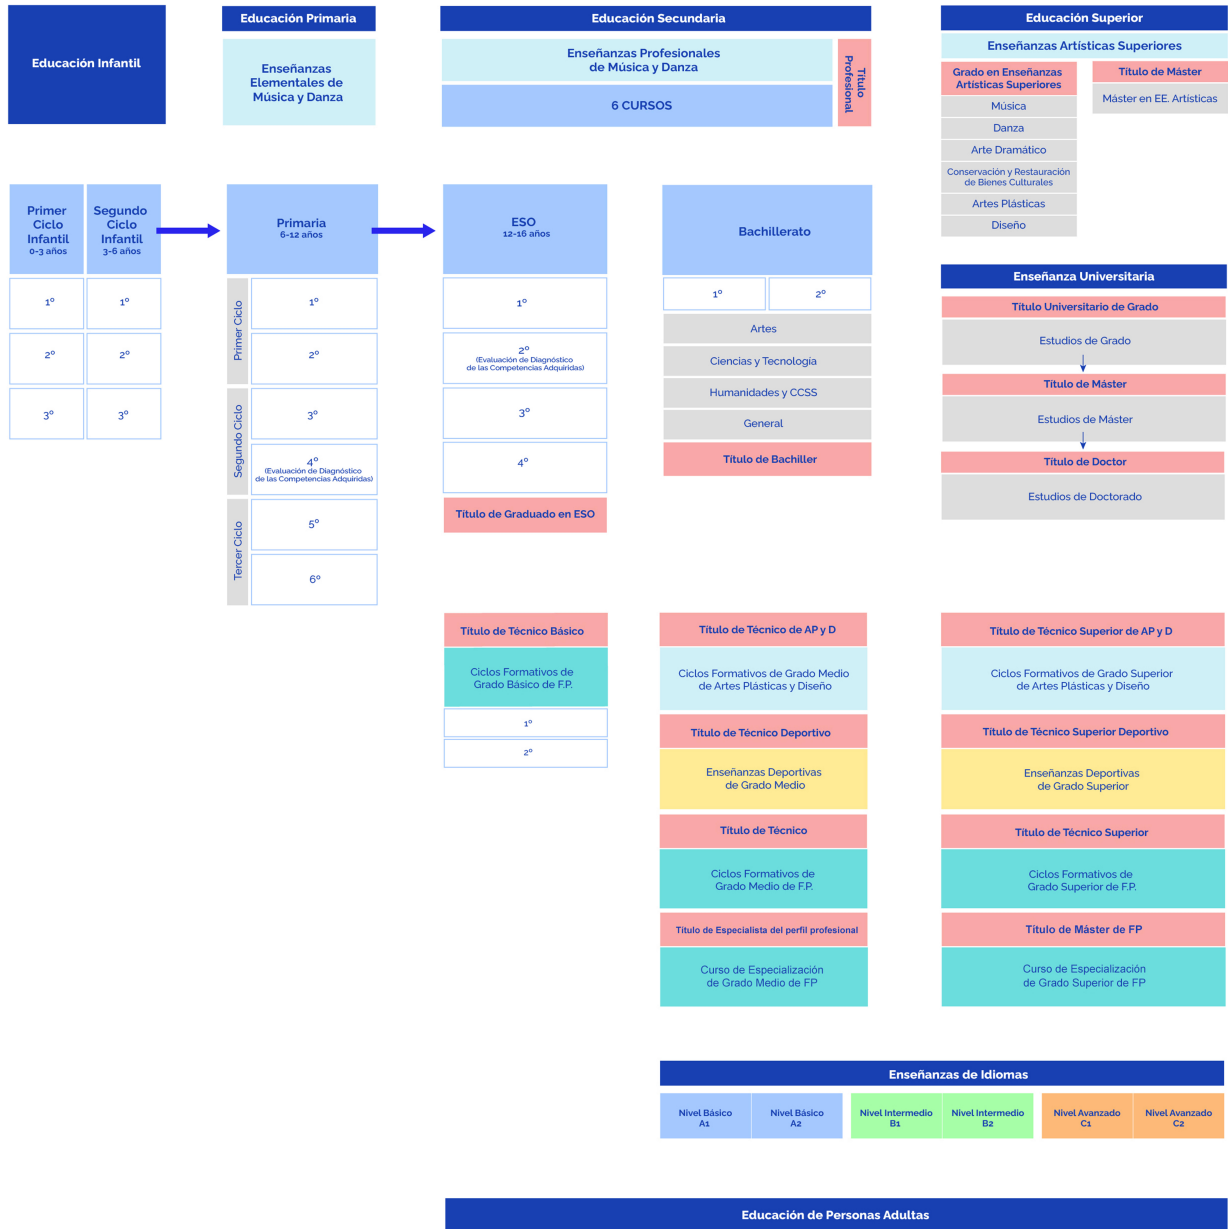 Educación Infantil
Educación Primaria
Enseñanzas
Elementales de
Música y Danza
Educación Secundaria
Enseñanzas Profesionales
de Música y Danza
6 CURSOS
Título
Profesional
Educación Superior
Enseñanzas Artísticas Superiores
Grado en Enseñanzas
Artísticas Superiores
Música
Danza
Arte Dramático
Conservación y Restauración
de Bienes Culturales
Artes Plásticas
Diseño
Título de Máster
Máster en EE. Artísticas
Primer
Ciclo
Infantil
0-3 años
1º
2º
3º
Segundo
Ciclo
Infantil
3-6 años
1º
2º
3º
Primaria
6-12 años
Primer Ciclo
1º
2º
Segundo Ciclo
3º
4º
(Evaluación de Diagnóstico
de las Competencias Adquiridas)
Tercer Ciclo
5º
6º
ESO
12-16 años
1º
2º
(Evaluación de Diagnóstico
de las Competencias Adquiridas)
3º
4º
Título de Graduado en ESO
Bachillerato
1º
2º
Artes
Ciencias y Tecnología
Humanidades y CCSS
General
Título de Bachiller
Enseñanza Universitaria
Título Universitario de Grado
Estudios de Grado
Título de Máster
Estudios de Máster
Título de Doctor
Estudios de Doctorado
Título de Técnico Básico
Ciclos Formativos de
Grado Básico de F.P.
1º
2º
Título de Técnico de AP y D
Ciclos Formativos de Grado Medio
de Artes Plásticas y Diseño
Título de Técnico Deportivo
Enseñanzas Deportivas
de Grado Medio
Título de Técnico
Ciclos Formativos de
Grado Medio de F.P.
Título de Especialista del perfil profesional
Curso de Especialización
de Grado Medio de FP
Título de Técnico Superior de AP y D
Ciclos Formativos de Grado Superior
de Artes Plásticas y Diseño
Título de Técnico Superior Deportivo
Enseñanzas Deportivas
de Grado Superior
Título de Técnico Superior
Ciclos Formativos de
Grado Superior de F.P.
Título de Máster de FP
Curso de Especialización
de Grado Superior de FP
Enseñanzas de Idiomas
Nivel Básico
A1
Nivel Básico
A2
Nivel Intermedio
B1
Nivel Intermedio
B2
Nivel Avanzado
C1
Nivel Avanzado
C2
Educación de Personas Adultas